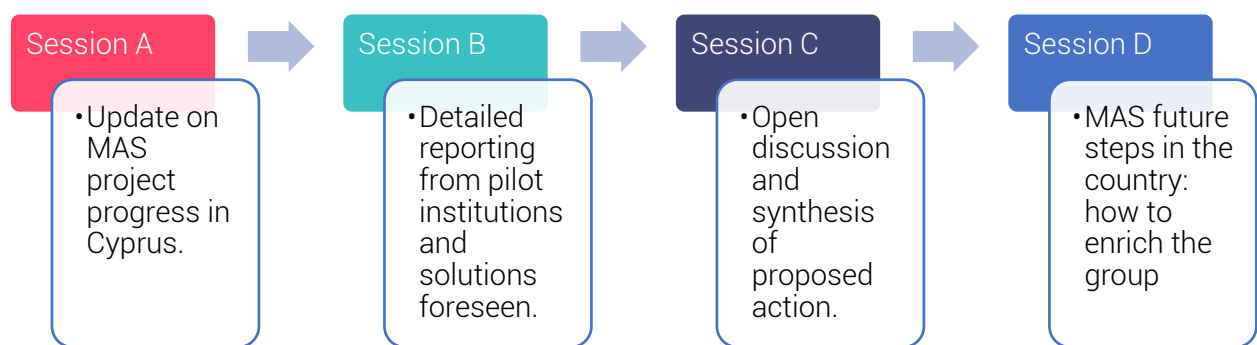 Session A
•Update on
MAS
project
progress in
Cyprus.
Session B
•Detailed
reporting
from pilot
institutions
and
solutions
foreseen.
Session C
•Open
discussion
and
synthesis
of
proposed
action.
Session D
•MAS future
steps in the
country:
how to
enrich the
group